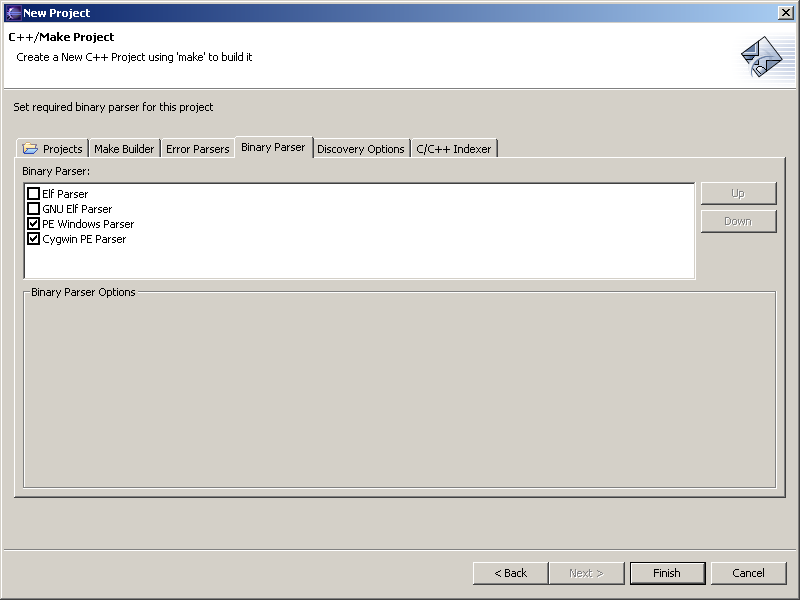 New Project
C++/Make Project
Create a New C++ Project using 'make' to build it
Set required binary parser for this project
Projects Make Builder Error Parsers Binary Parser Discovery Options C/C++ Indexer
Binary Parser:
Elf Parser
GNU Elf Parser
PE Windows Parser
Cygwin PE Parser
Up
Down
Binary Parser Options
< Back Next > Finish Cancel